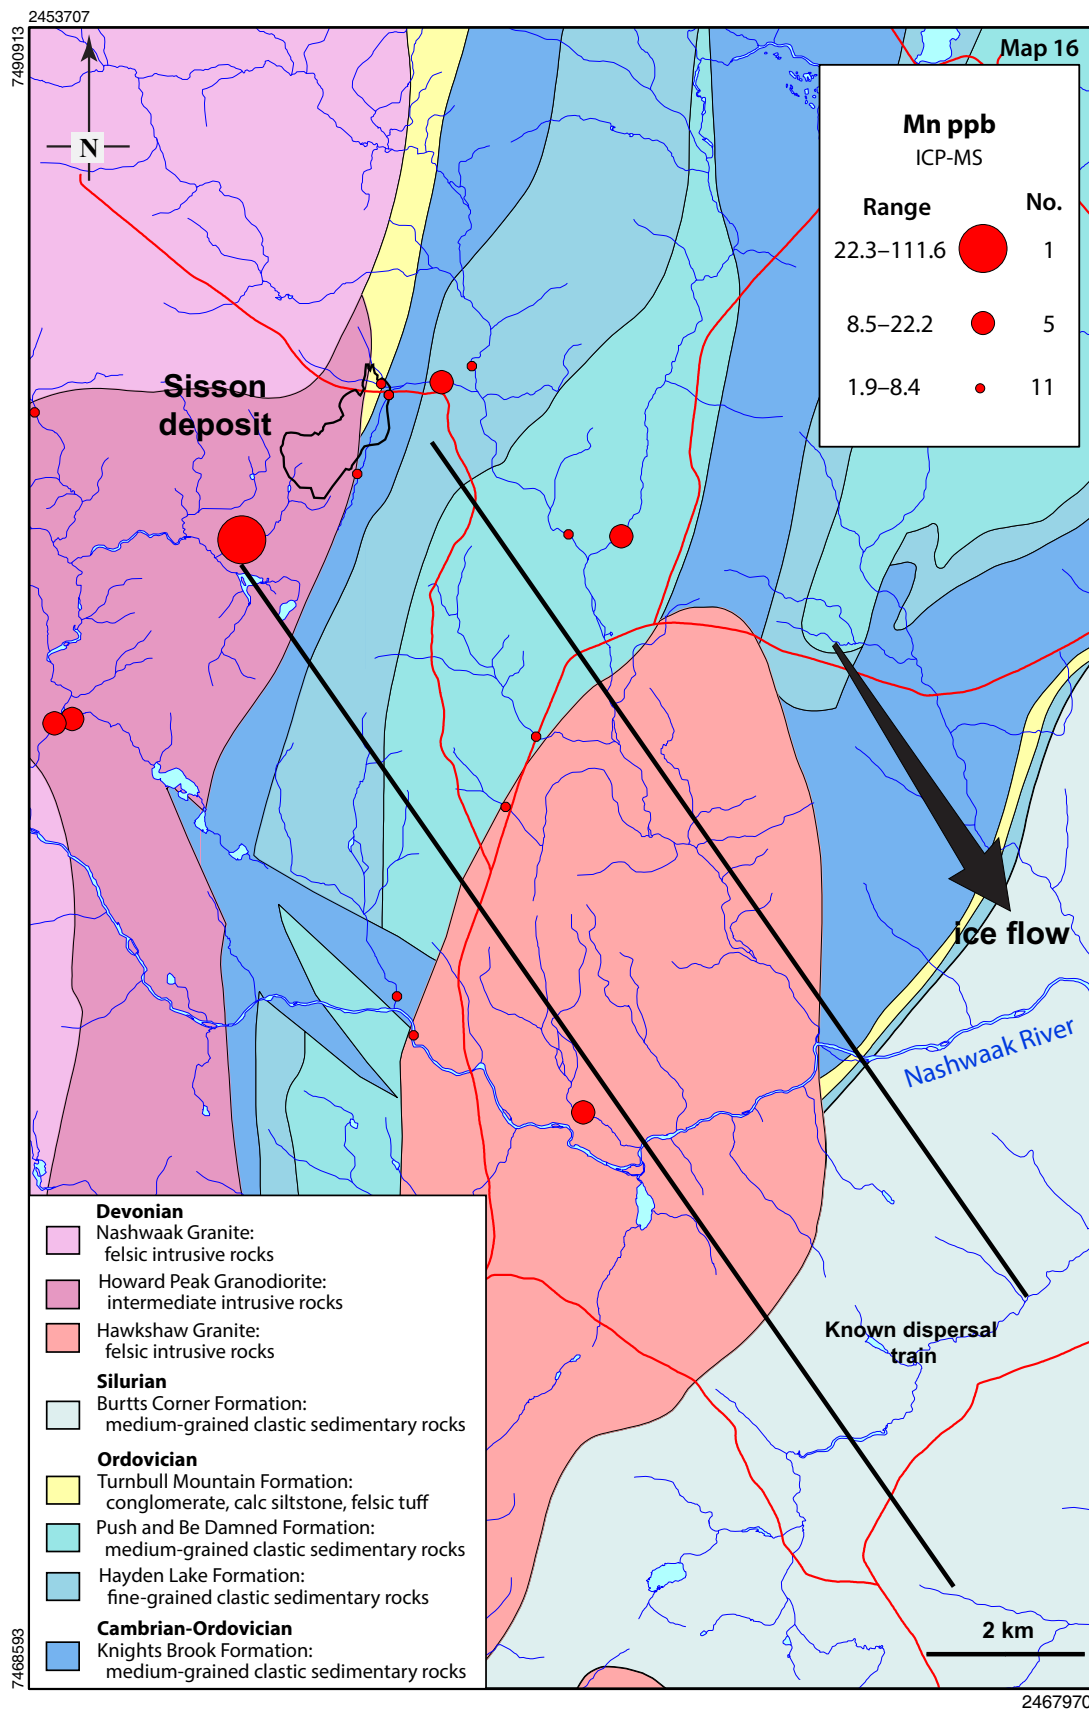 2453707
7490913
Map 16
N
Mn ppb
ICP-MS
Range No.
22.3–111.6 1
8.5–22.2 5
1.9–8.4 11
Sisson
deposit
ice flow
Nashwaak River
Known dispersal
train
Devonian
Nashwaak Granite:
felsic intrusive rocks
Howard Peak Granodiorite:
intermediate intrusive rocks
Hawkshaw Granite:
felsic intrusive rocks
Silurian
Burtts Corner Formation:
medium-grained clastic sedimentary rocks
Ordovician
Turnbull Mountain Formation:
conglomerate, calc siltstone, felsic tuff
Push and Be Damned Formation:
medium-grained clastic sedimentary rocks
Hayden Lake Formation:
fine-grained clastic sedimentary rocks
Cambrian-Ordovician
Knights Brook Formation:
medium-grained clastic sedimentary rocks
2 km
7468593
2467970